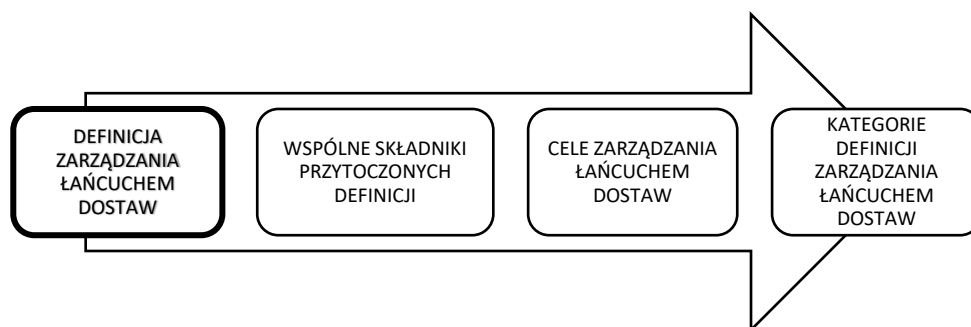 DEFINICJA
ZARZĄDZANIA
ŁAŃCUCHEM
DOSTAW
WSPÓLNE SKŁADNIKI
PRZYTOCZONYCH
DEFINICJI
CELE ZARZĄDZANIA
ŁAŃCUCHEM
DOSTAW
KATEGORIE
DEFINICJI
ZARZĄDZANIA
ŁAŃCUCHEM
DOSTAW